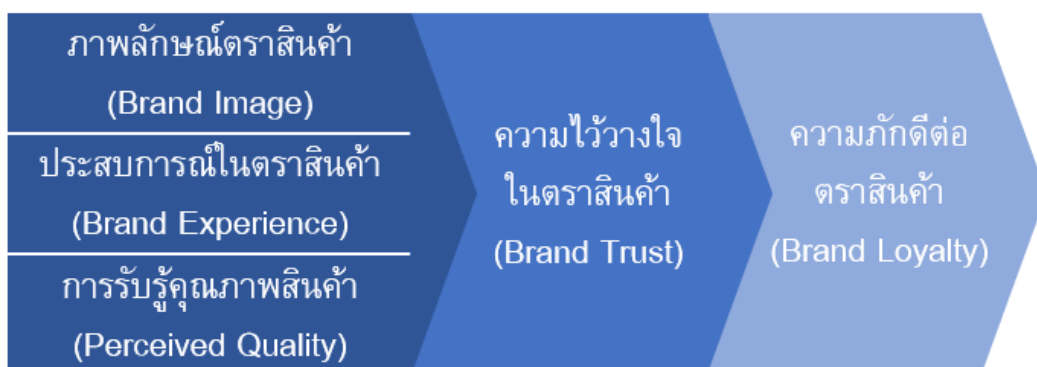 ภาพลักษณ์ตราสินค้า
(Brand Image)
ประสบการณ์ในตราสินค้า
(Brand Experience)
การรับรู้คุณภาพสินค้า
(Perceived Quality)
ความไว้วางใจ
ในตราสินค้า
(Brand Trust)
ความภักดีต่อ
ตราสินค้า
(Brand Loyalty)